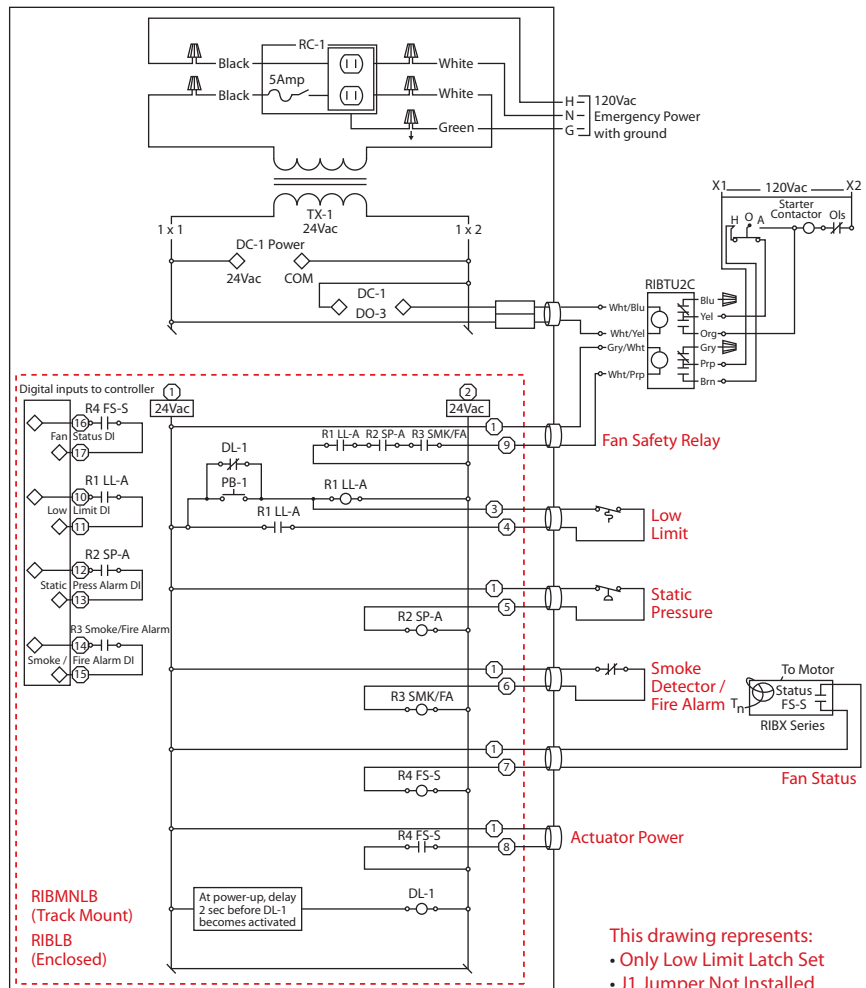 RC-1
Black
White
5Amp
Black
White
Green
H
N
G
120Vac
Emergency Power
with ground
TX-1
24Vac
1 x 1
1 x 2
DC-1 Power
24Vac
COM
DC-1
DO-3
X1
120Vac
X2
Starter
Contactor
Ols
H
O
A
RIBTU2C
Wht/Blu
Wht/Yel
Gry/Wht
Wht/Prp
Blu
Yel
Org
Gry
Prp
Brn
Digital inputs to controller
1
24Vac
2
24Vac
R4 FS-S
16
Fan Status DI
17
R1 LL-A
10
Low Limit DI
11
R2 SP-A
12
Static Press Alarm DI
13
R3 Smoke/Fire Alarm
14
Smoke / Fire Alarm DI
15
1
R1 LL-A
R2 SP-A
R3 SMK/FA
9
Fan Safety Relay
DL-1
PB-1
R1 LL-A
3
R1 LL-A
4
Low
Limit
1
5
R2 SP-A
Static
Pressure
1
6
R3 SMK/FA
Smoke
Detector /
Fire Alarm
To Motor
Status
FS-S
Tn
RIBX Series
1
7
R4 FS-S
Fan Status
1
R4 FS-S
8
Actuator Power
At power-up, delay
2 sec before DL-1
becomes activated
DL-1
RIBMNLB
(Track Mount)
RIBLB
(Enclosed)
This drawing represents:
• Only Low Limit Latch Set
• J1 Jumper Not Installed